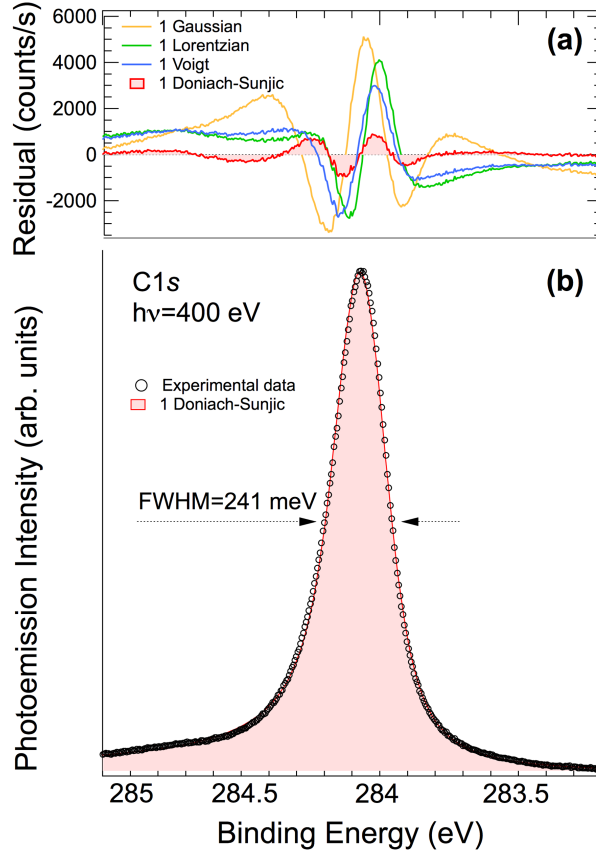 (a)
Residual (counts/s)
6000
4000
2000
0
-2000
1 Gaussian
1 Lorentzian
1 Voigt
1 Doniach-Sunjic
(b)
C1s
hν=400 eV
Experimental data
1 Doniach-Sunjic
FWHM=241 meV
Photoemission Intensity (arb. units)
285
284.5
284
283.5
Binding Energy (eV)